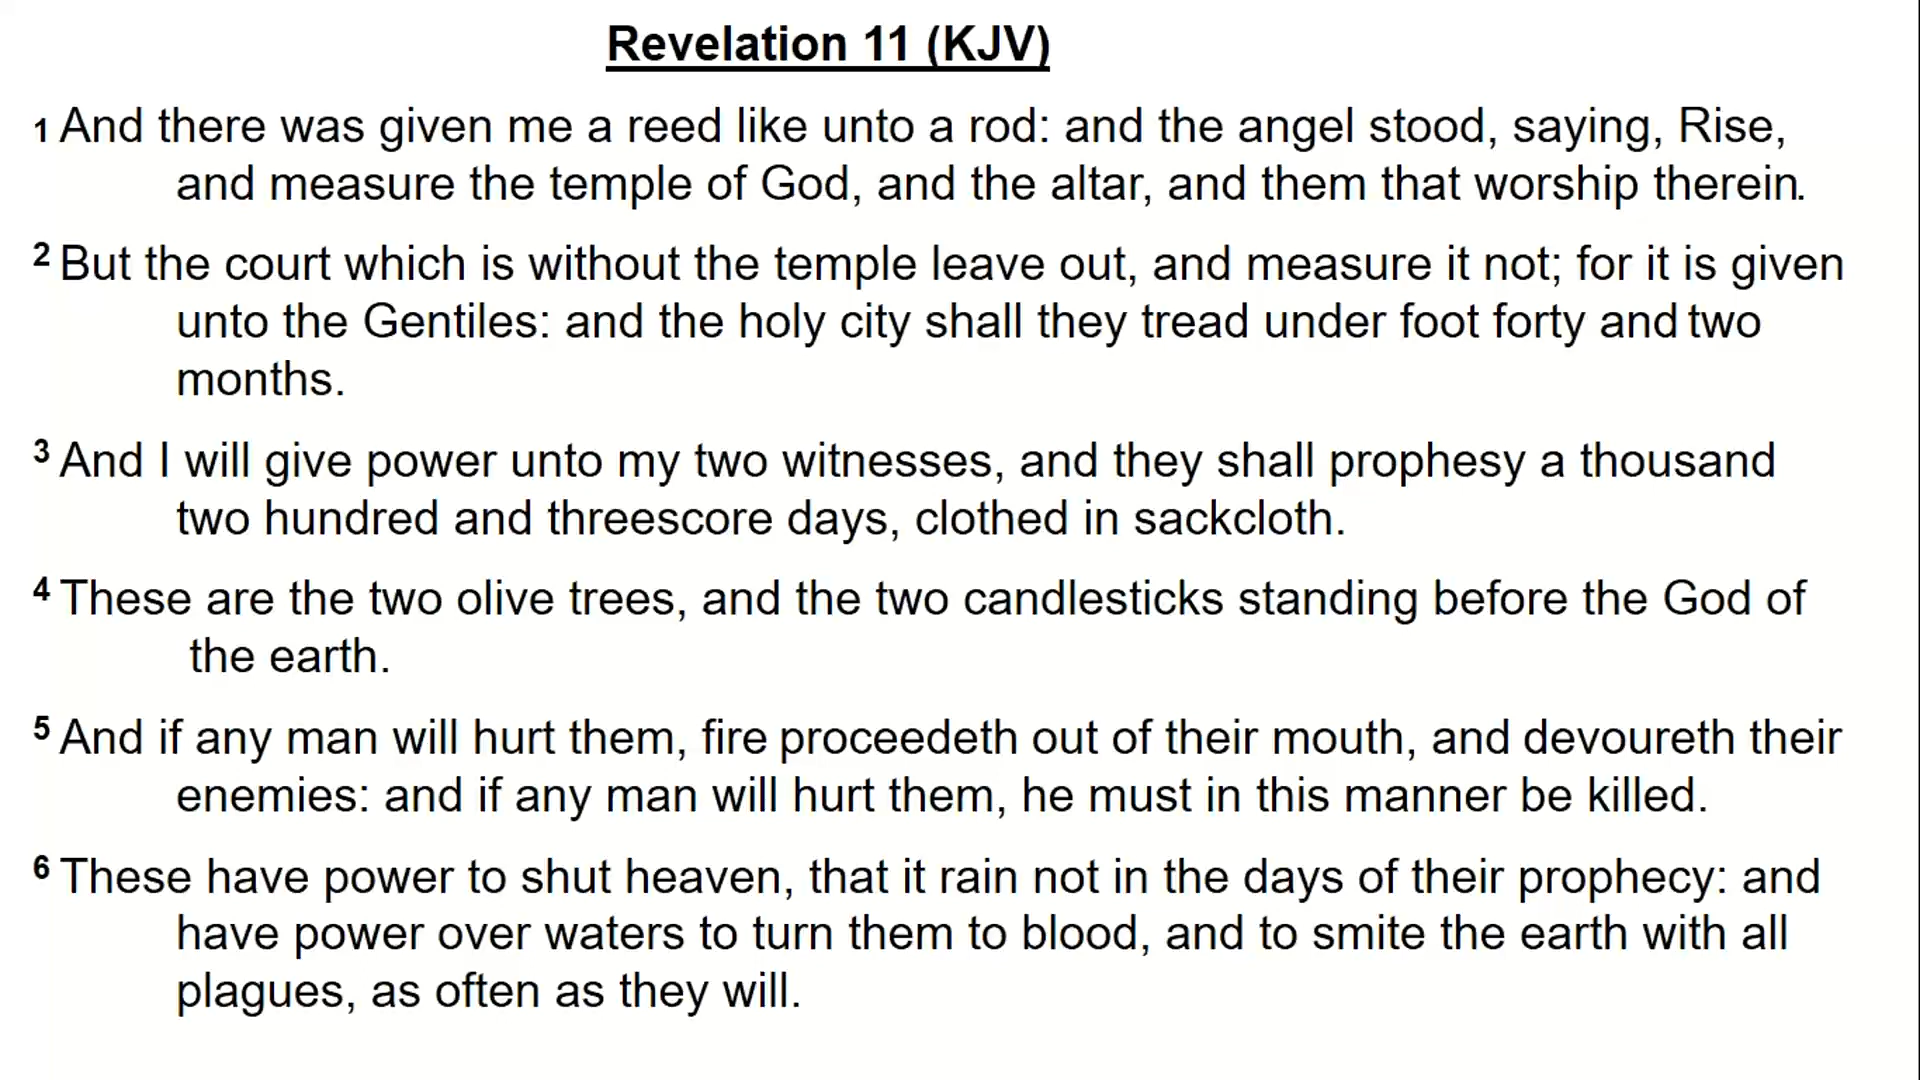 Revelation 11 (KJV)
1 And there was given me a reed like unto a rod: and the angel stood, saying, Rise,
and measure the temple of God, and the altar, and them that worship therein.
2 But the court which is without the temple leave out, and measure it not; for it is given
unto the Gentiles: and the holy city shall they tread under foot forty and two
months.
3 And I will give power unto my two witnesses, and they shall prophesy a thousand
two hundred and threescore days, clothed in sackcloth.
4 These are the two olive trees, and the two candlesticks standing before the God of
the earth.
5 And if any man will hurt them, fire proceedeth out of their mouth, and devoureth their
enemies: and if any man will hurt them, he must in this manner be killed.
6 These have power to shut heaven, that it rain not in the days of their prophecy: and
have power over waters to turn them to blood, and to smite the earth with all
plagues, as often as they will.